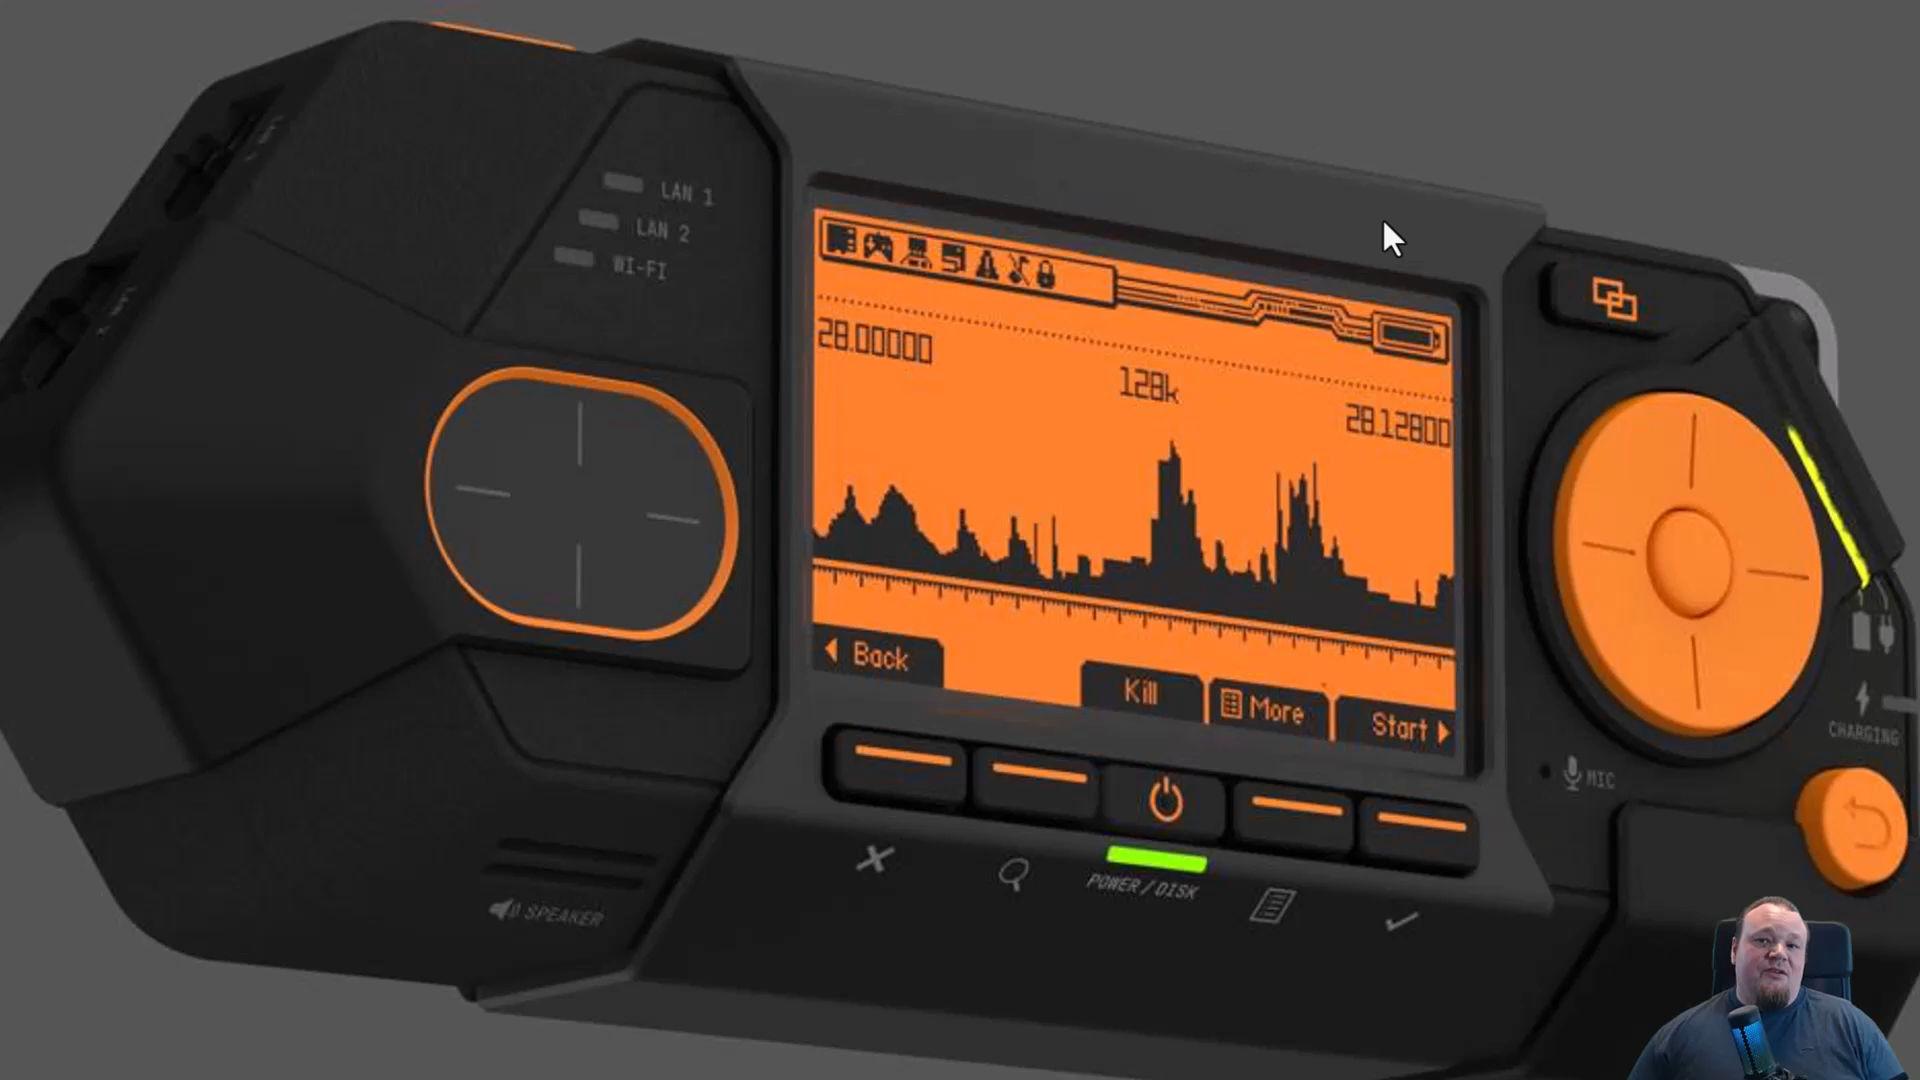 LAN 1
LAN 2
WI-FI
28.00000
128k
28.12800
Back
Kill
More
Start
CHARGING
MIC
POWER/DISK
SPEAKER